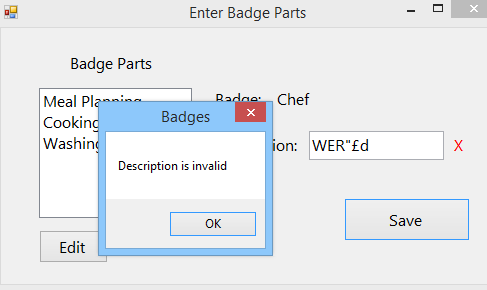 Enter Badge Parts
Badge Parts
Meal Planning
Cooking
Washing
Edit
Badge: Chef
ion: WER"£d X
Save
Badges
Description is invalid
OK